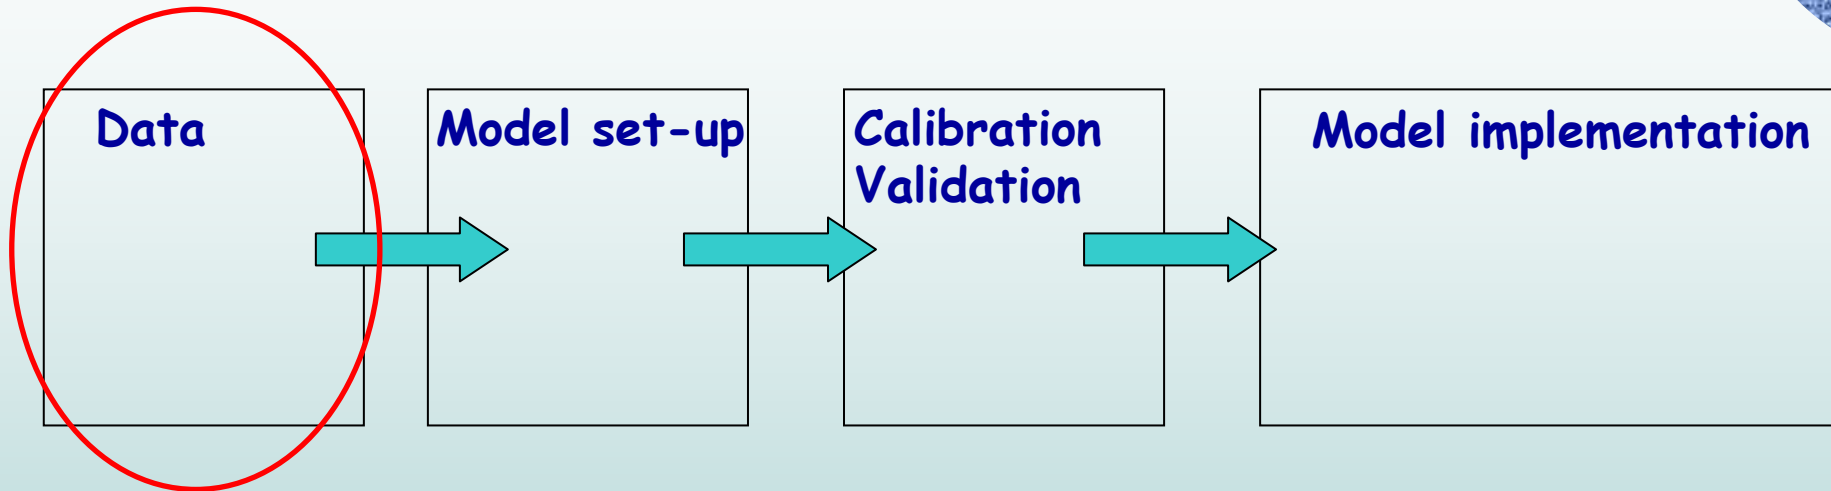 Data
Model set-up
Calibration
Validation
Model implementation